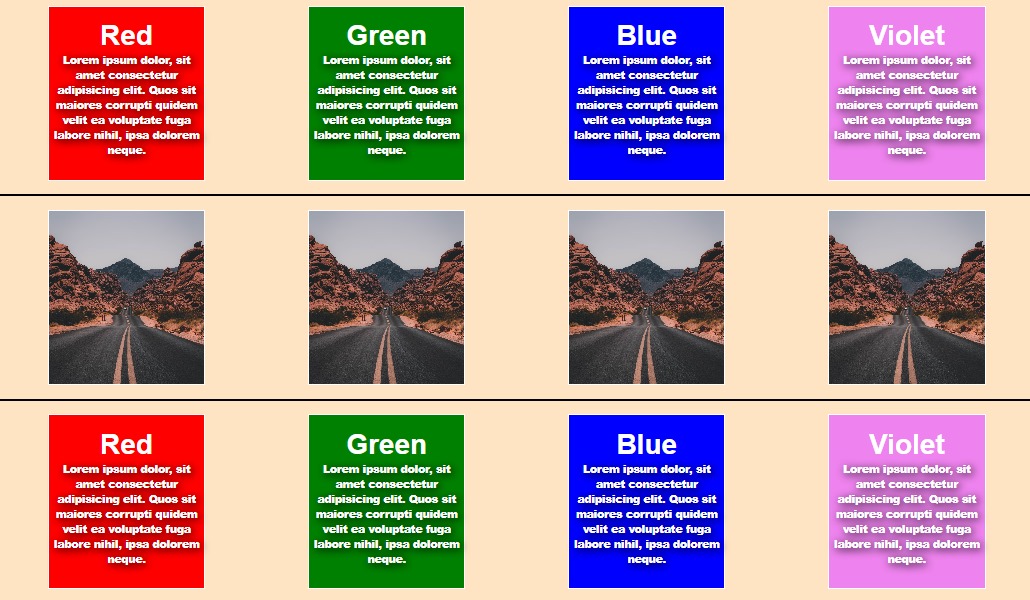 Red
Lorem ipsum dolor, sit
amet consectetur
adipisicing elit. Quos sit
maiores corrupti quidem
velit ea voluptate fuga
labore nihil, ipsa dolorem
neque.
Green
Lorem ipsum dolor, sit
amet consectetur
adipisicing elit. Quos sit
maiores corrupti quidem
velit ea voluptate fuga
labore nihil, ipsa dolorem
neque.
Blue
Lorem ipsum dolor, sit
amet consectetur
adipisicing elit. Quos sit
maiores corrupti quidem
velit ea voluptate fuga
labore nihil, ipsa dolorem
neque.
Violet
Lorem ipsum dolor, sit
amet consectetur
adipisicing elit. Quos sit
maiores corrupti quidem
velit ea voluptate fuga
labore nihil, ipsa dolorem
neque.
Red
Lorem ipsum dolor, sit
amet consectetur
adipisicing elit. Quos sit
maiores corrupti quidem
velit ea voluptate fuga
labore nihil, ipsa dolorem
neque.
Green
Lorem ipsum dolor, sit
amet consectetur
adipisicing elit. Quos sit
maiores corrupti quidem
velit ea voluptate fuga
labore nihil, ipsa dolorem
neque.
Blue
Lorem ipsum dolor, sit
amet consectetur
adipisicing elit. Quos sit
maiores corrupti quidem
velit ea voluptate fuga
labore nihil, ipsa dolorem
neque.
Violet
Lorem ipsum dolor, sit
amet consectetur
adipisicing elit. Quos sit
maiores corrupti quidem
velit ea voluptate fuga
labore nihil, ipsa dolorem
neque.